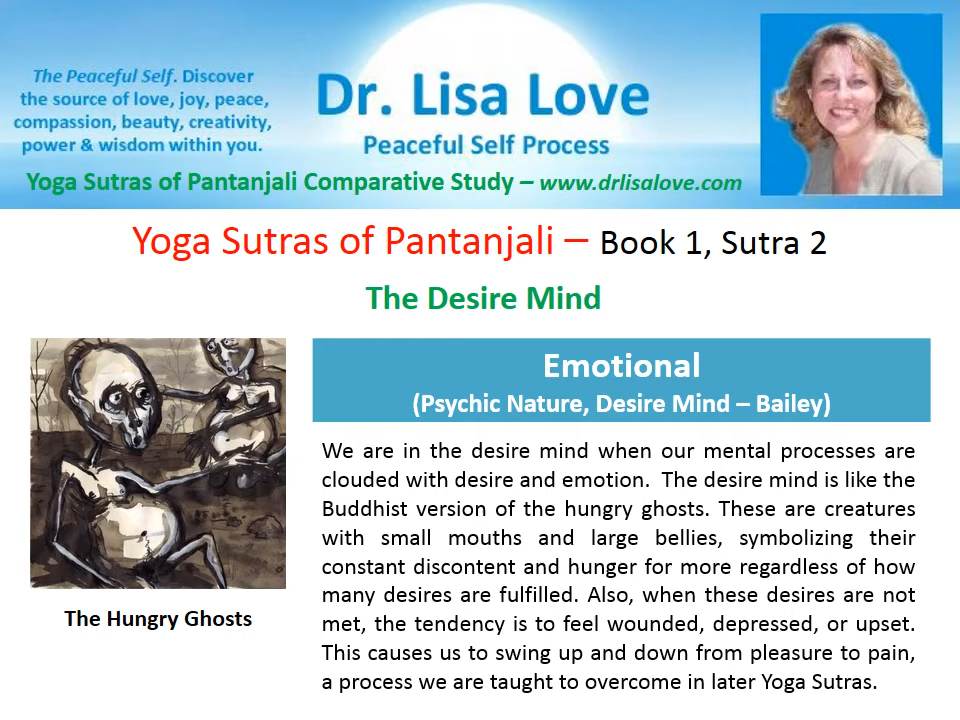 The Peaceful Self. Discover
the source of love, joy, peace,
compassion, beauty, creativity,
power & wisdom within you.
Dr. Lisa Love
Peaceful Self Process
Yoga Sutras of Pantanjali Comparative Study – www.drlisalove.com
Yoga Sutras of Pantanjali – Book 1, Sutra 2
The Desire Mind
The Hungry Ghosts
Emotional
(Psychic Nature, Desire Mind – Bailey)
We are in the desire mind when our mental processes are
clouded with desire and emotion. The desire mind is like the
Buddhist version of the hungry ghosts. These are creatures
with small mouths and large bellies, symbolizing their
constant discontent and hunger for more regardless of how
many desires are fulfilled. Also, when these desires are not
met, the tendency is to feel wounded, depressed, or upset.
This causes us to swing up and down from pleasure to pain,
a process we are taught to overcome in later Yoga Sutras.